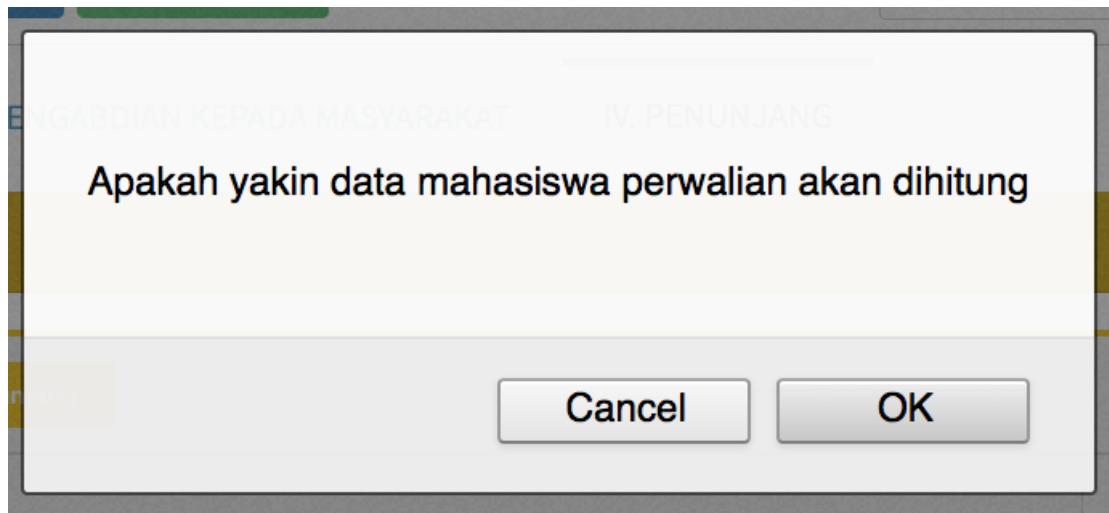 ENGABDIAN KEPADA MASYARAKAT
IV. PENUNJANG
Apakah yakin data mahasiswa perwalian akan dihitung
Cancel
OK